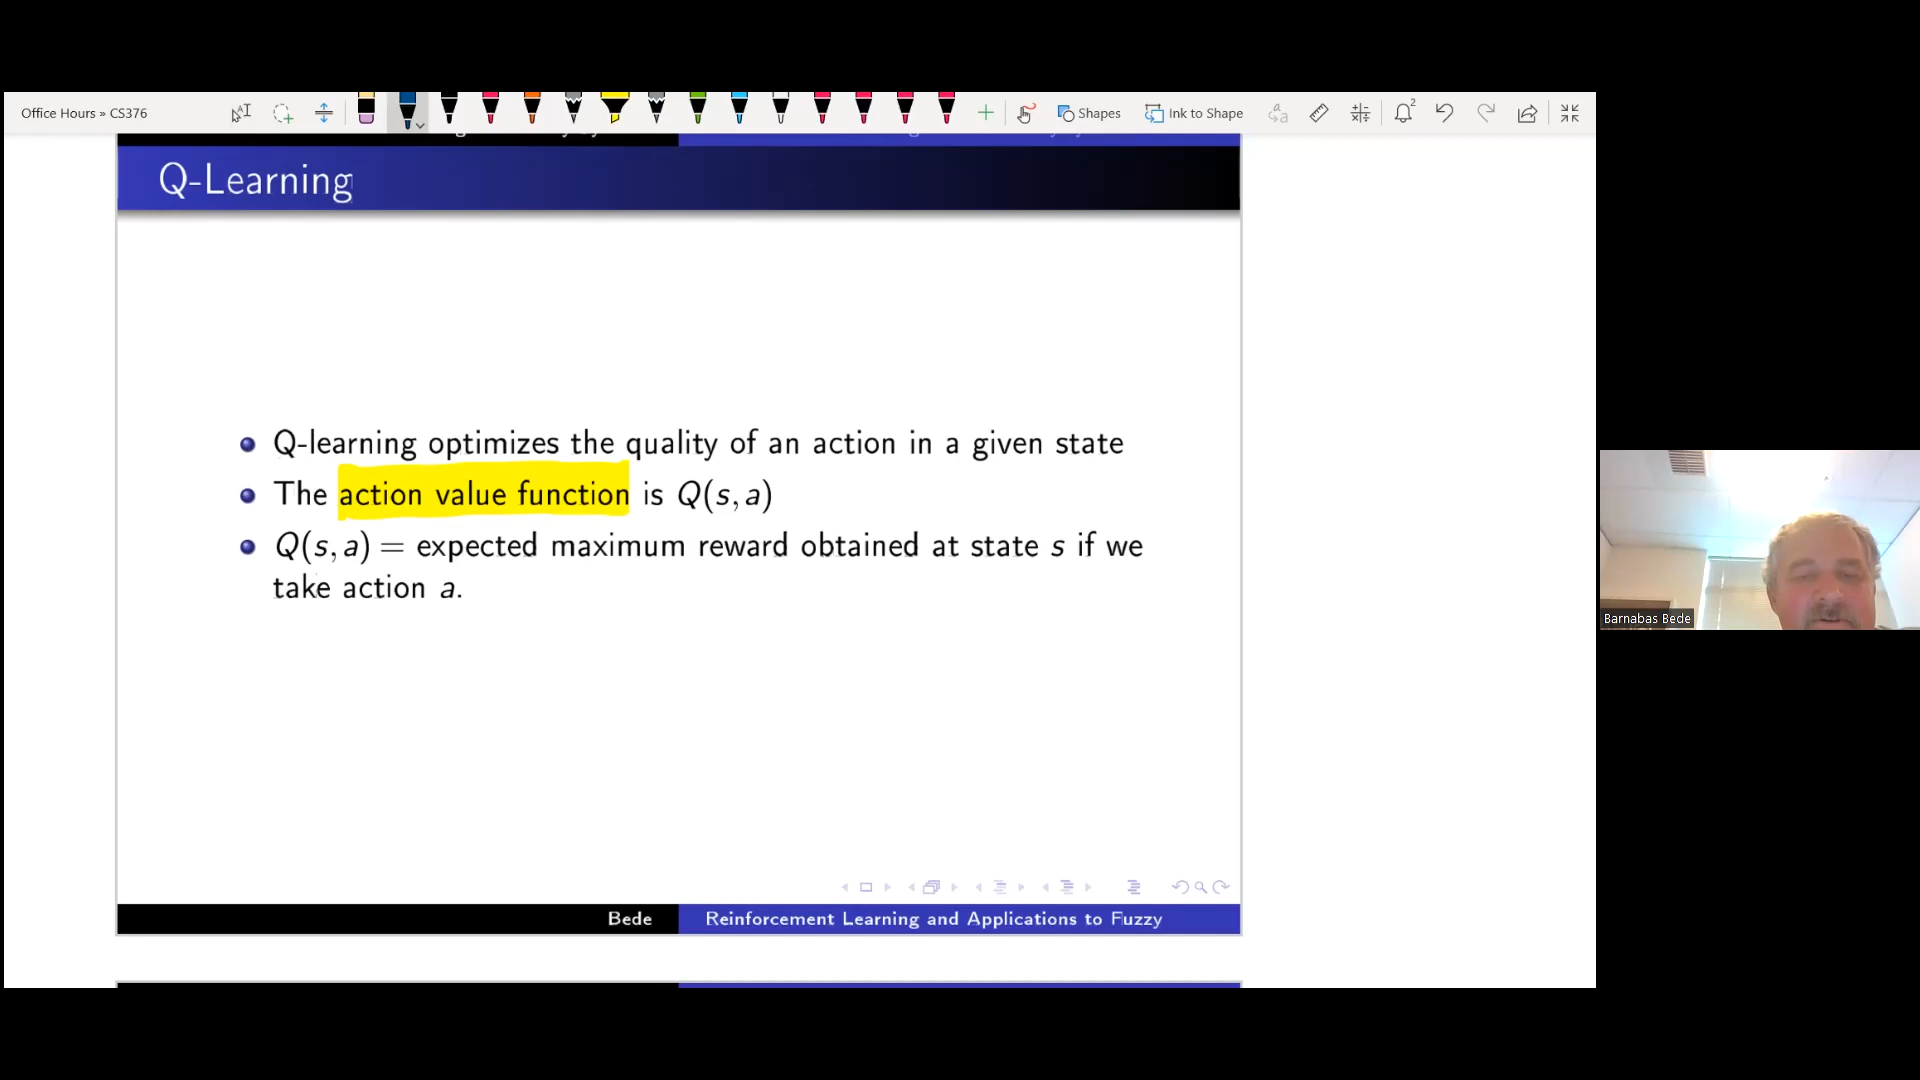 Office Hours » CS376
Shapes
Ink to Shape
2
Q-Learning
Q-learning optimizes the quality of an action in a given state
The action value function is Q(s, a)
Q(s, a) = expected maximum reward obtained at state s if we
take action a.
Barnabas Bede
Bede
Reinforcement Learning and Applications to Fuzzy